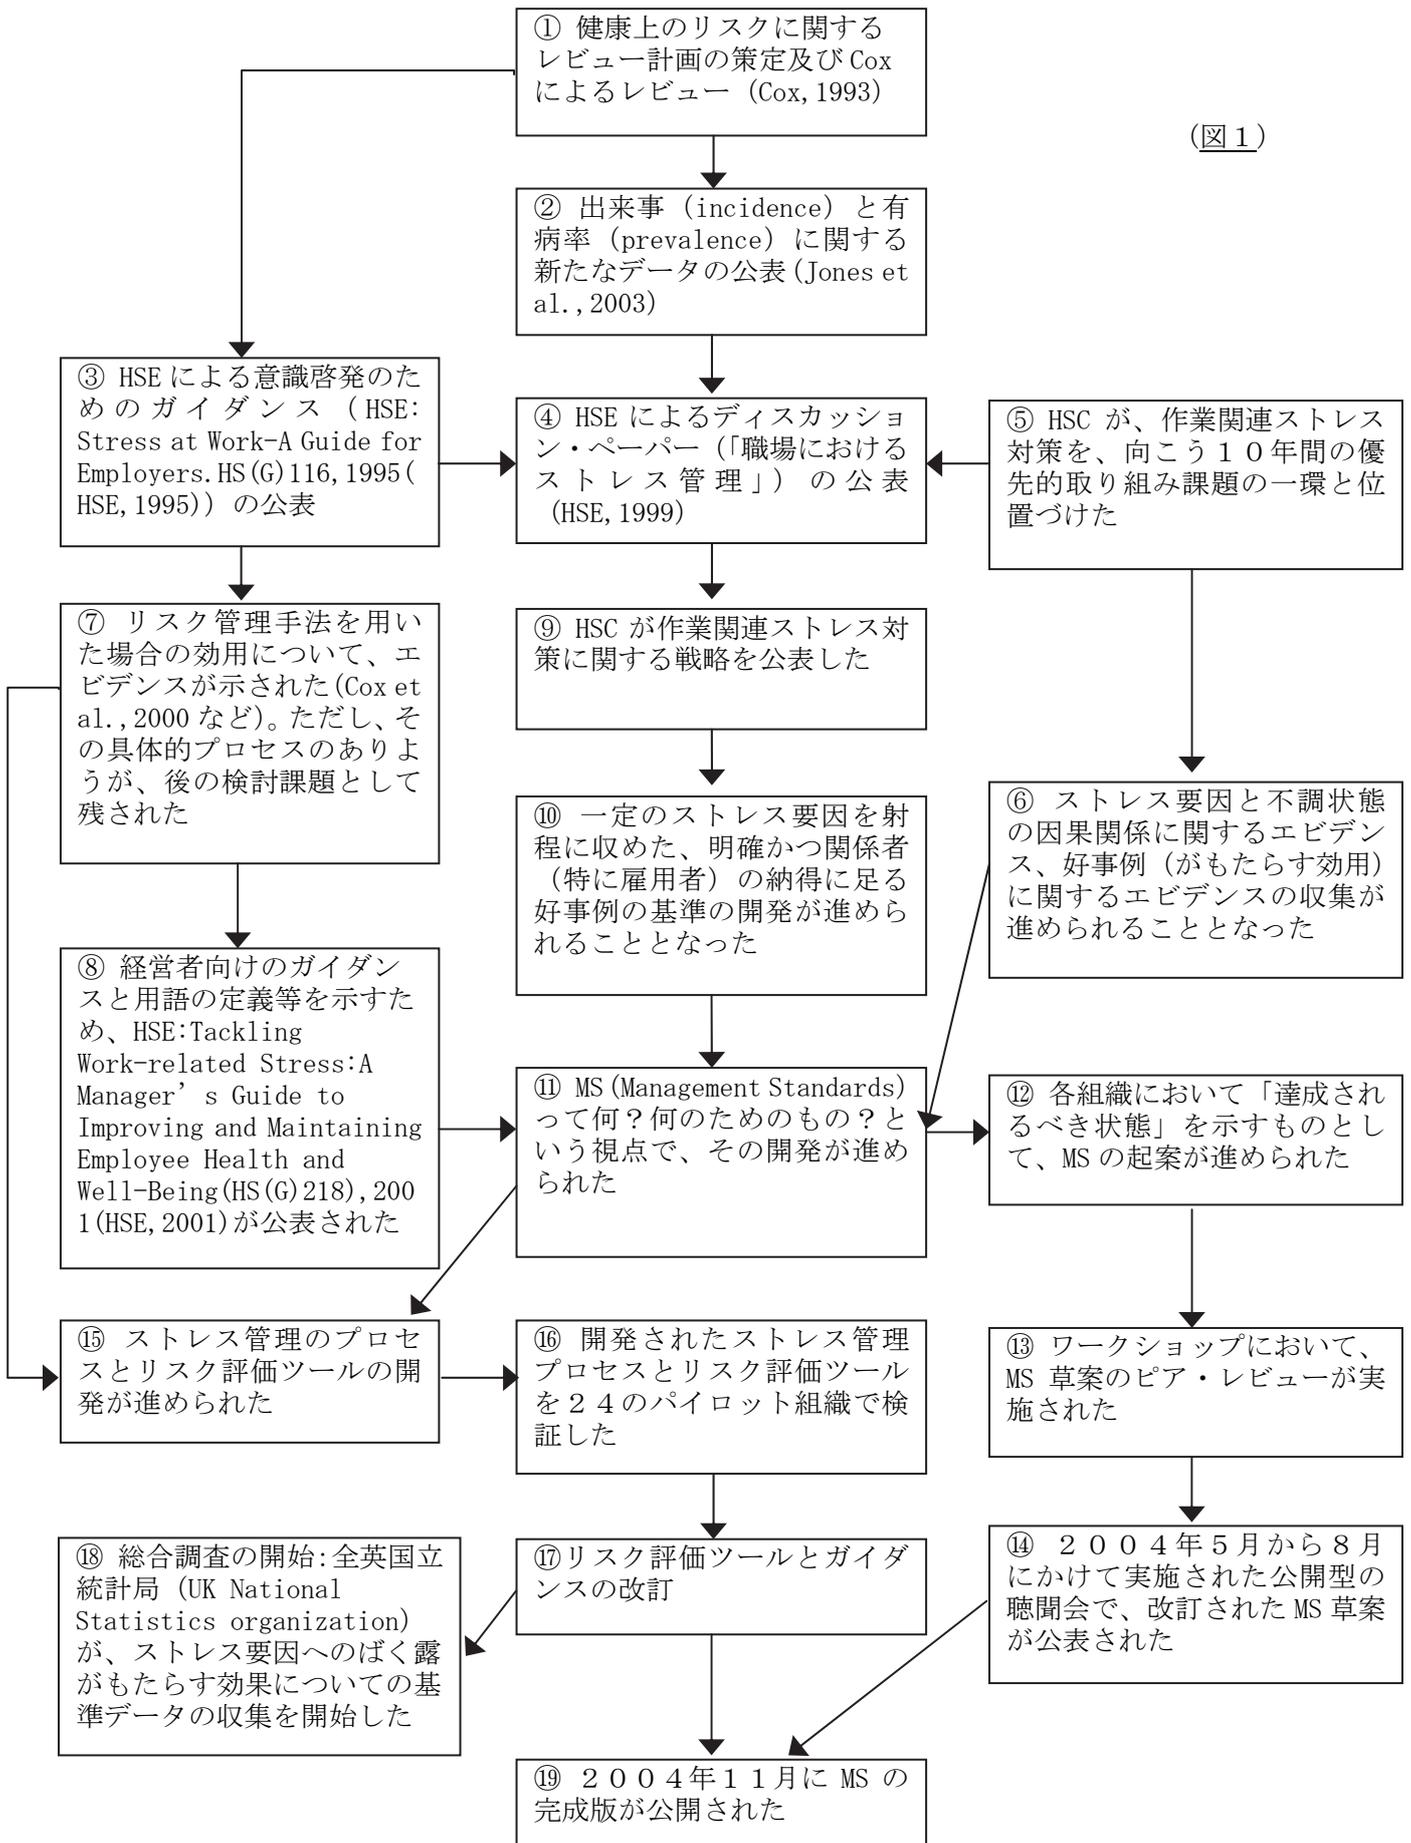 ① 健康上のリスクに関する
レビュー計画の策定及び Cox
によるレビュー（Cox,1993）
（図１）
② 出来事（incidence）と有
病率（prevalence）に関する
新たなデータの公表(Jones et
al.,2003)
③ HSE による意識啓発のた
めのガイダンス（HSE:
Stress at Work-A Guide for
Employers.HS(G)116,1995(
HSE,1995)）の公表
④ HSE によるディスカッショ
ン・ペーパー（｢職場における
ストレス管理」）の公表
（HSE,1999）
⑤ HSC が、作業関連ストレス
対策を、向こう１０年間の優
先的取り組み課題の一環と位
置づけた
⑦ リスク管理手法を用い
た場合の効用について、エ
ビデンスが示された(Cox et
al.,2000 など)。ただし、そ
の具体的プロセスのありよ
うが、後の検討課題として
残された
⑨ HSC が作業関連ストレス対
策に関する戦略を公表した
⑥ ストレス要因と不調状態
の因果関係に関するエビデン
ス、好事例（がもたらす効用）
に関するエビデンスの収集が
進められることとなった
⑩ 一定のストレス要因を射
程に収めた、明確かつ関係者
（特に雇用者）の納得に足る
好事例の基準の開発が進めら
れることとなった
⑧ 経営者向けのガイダン
スと用語の定義等を示すた
め、HSE:Tackling
Work-related Stress:A
Manager’s Guide to
Improving and Maintaining
Employee Health and
Well-Being(HS(G)218),200
1(HSE,2001)が公表された
⑪ MS(Management Standards)
って何？何のためのもの？と
いう視点で、その開発が進め
られた
⑫ 各組織において「達成され
るべき状態」を示すものとし
て、MS の起案が進められた
⑮ ストレス管理のプロセ
スとリスク評価ツールの開
発が進められた
⑯ 開発されたストレス管理
プロセスとリスク評価ツール
を２４のパイロット組織で検
証した
⑬ ワークショップにおいて、
MS 草案のピア・レビューが実
施された
⑱ 総合調査の開始:全英国立
統計局（UK National
Statistics organization）
が、ストレス要因へのばく露
がもたらす効果についての基
準データの収集を開始した
⑰リスク評価ツールとガイダ
ンスの改訂
⑭ ２００４年５月から８月
にかけて実施された公開型の
聴聞会で、改訂された MS 草案
が公表された
⑲ ２００４年１１月に MS の
完成版が公開された